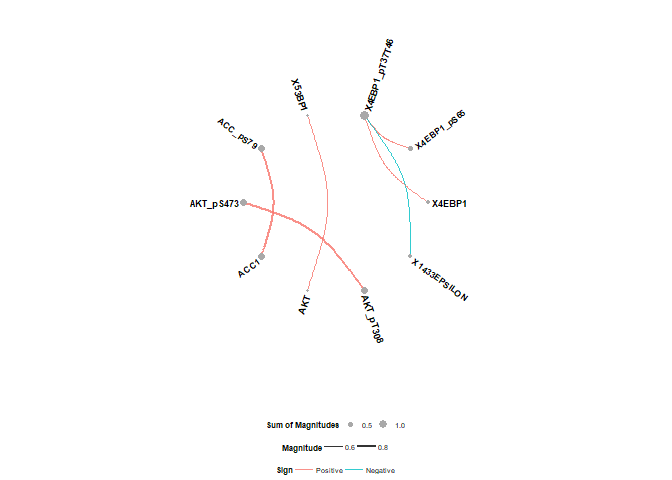 X4EBP1_pT37T46
X53BP1
X4EBP1_pS65
ACC_pS79
AKT_pS473
X4EBP1
ACC1
X1433EPSILON
AKT
AKT_pT308
Sum of Magnitudes 0.5 1.0
Magnitude 0.6 0.8
Sign Positive Negative